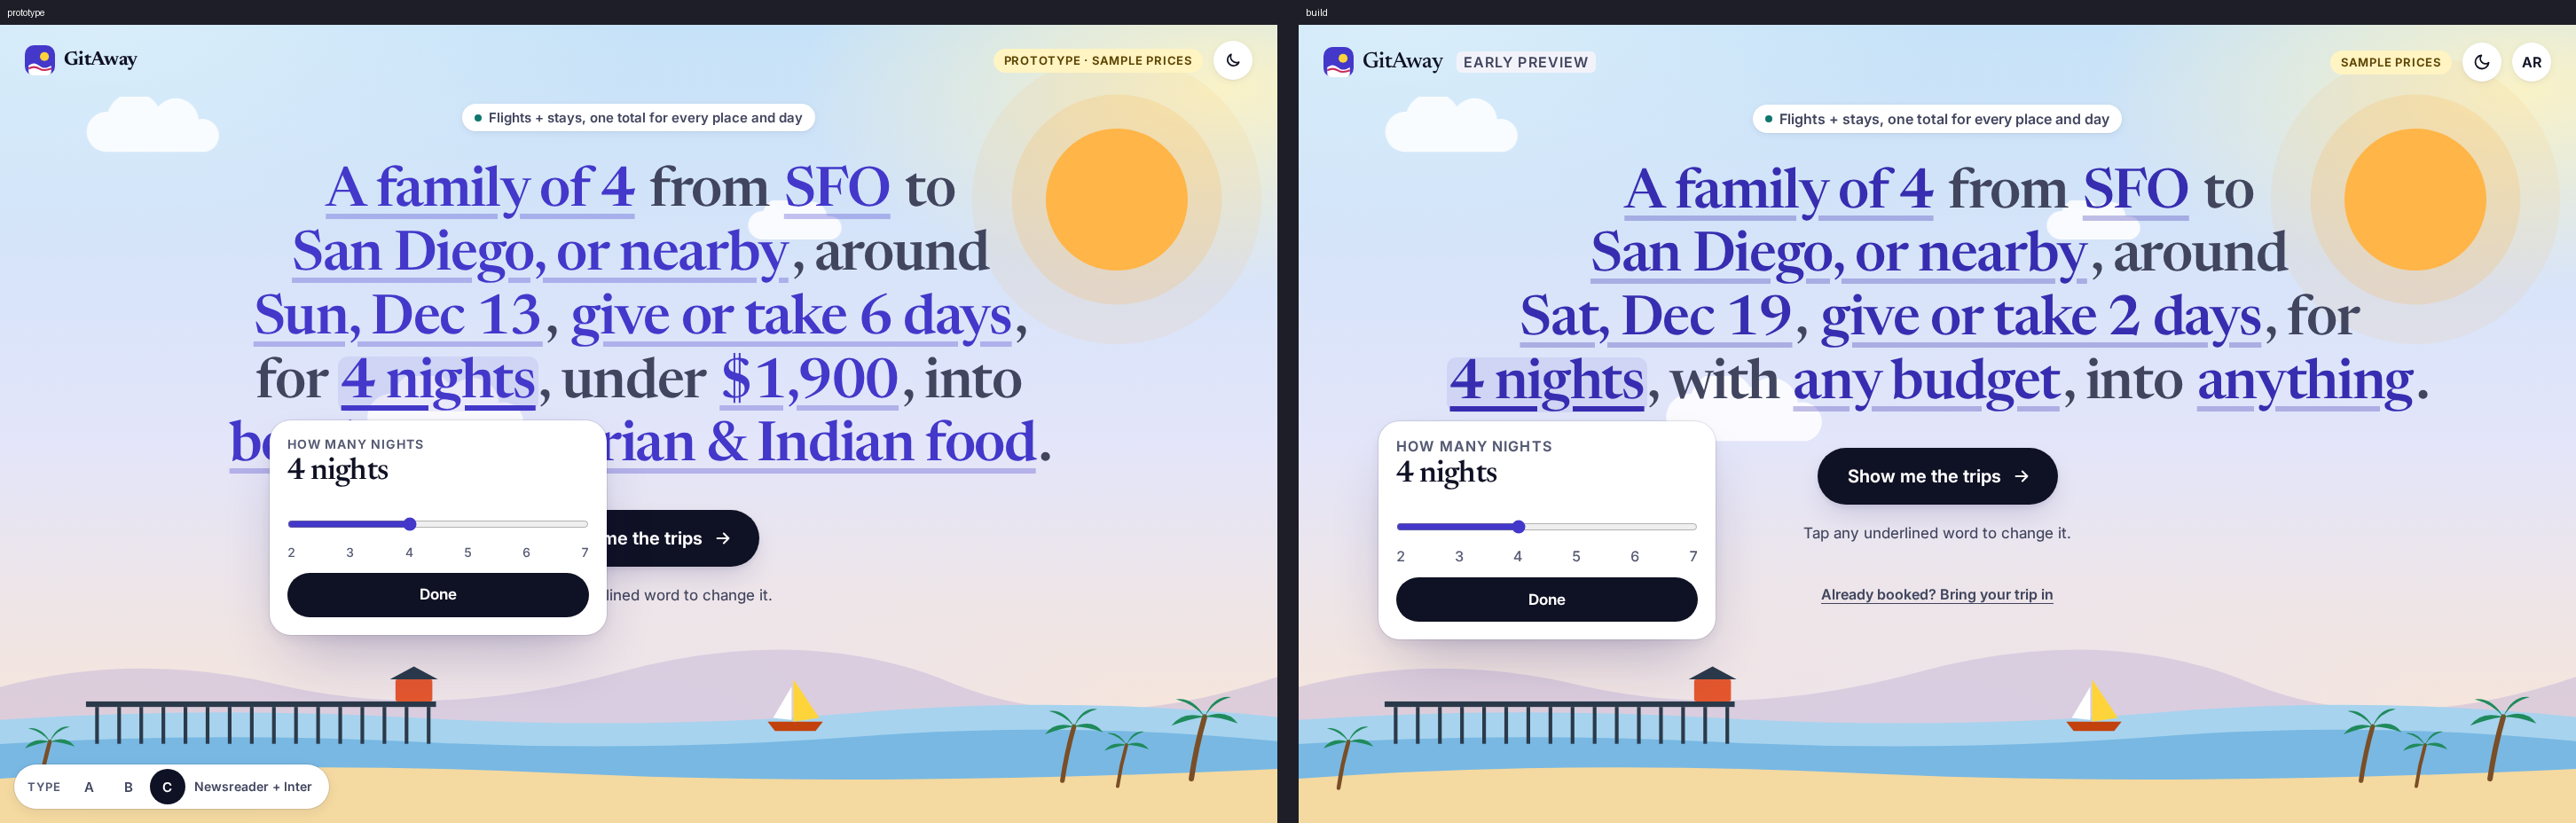 prototype
GitAway
PROTOTYPE · SAMPLE PRICES
Flights + stays, one total for every place and day
A family of 4 from SFO to
San Diego, or nearby, around
Sun, Dec 13, give or take 6 days,
for 4 nights, under $1,900, into
& Indian food.
HOW MANY NIGHTS
4 nights
2 3 4 5 6 7
Done
the trips →
word to change it.
TYPE A B C Newsreader + Inter
build
GitAway EARLY PREVIEW
SAMPLE PRICES AR
Flights + stays, one total for every place and day
A family of 4 from SFO to
San Diego, or nearby, around
Sat, Dec 19, give or take 2 days, for
4 nights, with any budget, into anything.
HOW MANY NIGHTS
4 nights
2 3 4 5 6 7
Done
Show me the trips →
Tap any underlined word to change it.
Already booked? Bring your trip in